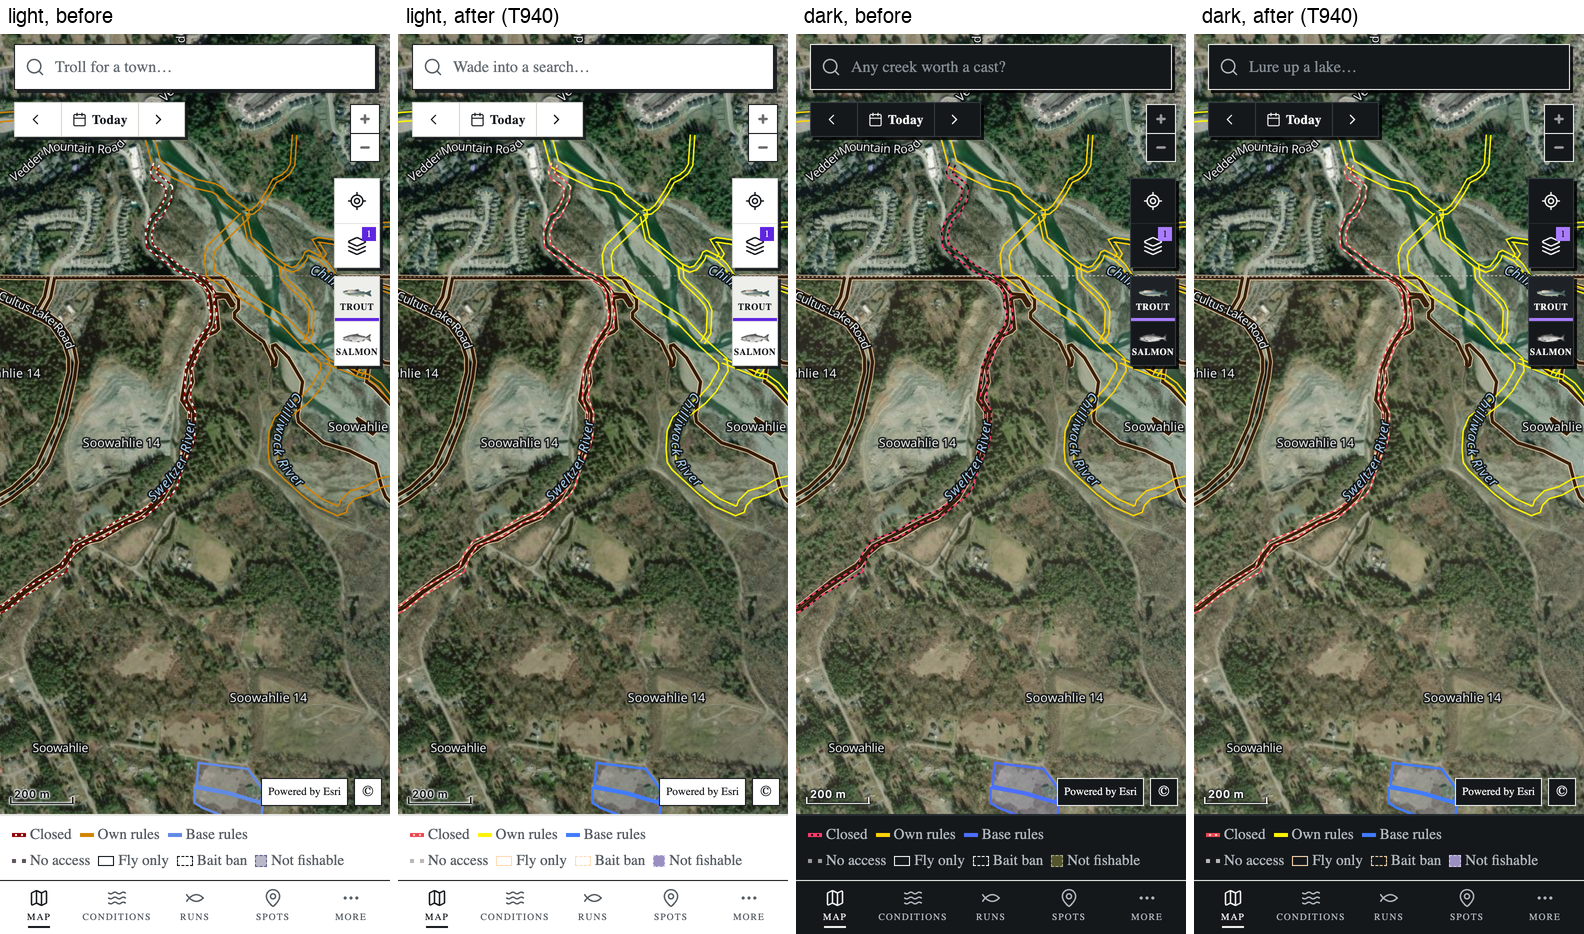 light, before
Troll for a town…
Today
+
−
Vedder Mountain Road
1
Chill
TROUT
SALMON
Cultus Lake Road
hlie 14
Soowahlie 14
Chilliwack River
Soowahlie
Sweltzer River
Soowahlie 14
Soowahlie
200 m
Powered by Esri
©
Closed
Own rules
Base rules
No access
Fly only
Bait ban
Not fishable
MAP
CONDITIONS
RUNS
SPOTS
MORE
light, after (T940)
Wade into a search…
Today
+
−
Vedder Mountain Road
1
Chill
TROUT
SALMON
Cultus Lake Road
hlie 14
Soowahlie 14
Chilliwack River
Soowahlie
Sweltzer River
Soowahlie 14
Soowahlie
200 m
Powered by Esri
©
Closed
Own rules
Base rules
No access
Fly only
Bait ban
Not fishable
MAP
CONDITIONS
RUNS
SPOTS
MORE
dark, before
Any creek worth a cast?
Today
+
−
Vedder Mountain Road
1
Chill
TROUT
SALMON
Cultus Lake Road
hlie 14
Soowahlie 14
Chilliwack River
Soowahlie
Sweltzer River
Soowahlie 14
Soowahlie
200 m
Powered by Esri
©
Closed
Own rules
Base rules
No access
Fly only
Bait ban
Not fishable
MAP
CONDITIONS
RUNS
SPOTS
MORE
dark, after (T940)
Lure up a lake…
Today
+
−
Vedder Mountain Road
1
Chill
TROUT
SALMON
Cultus Lake Road
hlie 14
Soowahlie 14
Chilliwack River
Soowahlie
Sweltzer River
Soowahlie 14
Soowahlie
200 m
Powered by Esri
©
Closed
Own rules
Base rules
No access
Fly only
Bait ban
Not fishable
MAP
CONDITIONS
RUNS
SPOTS
MORE